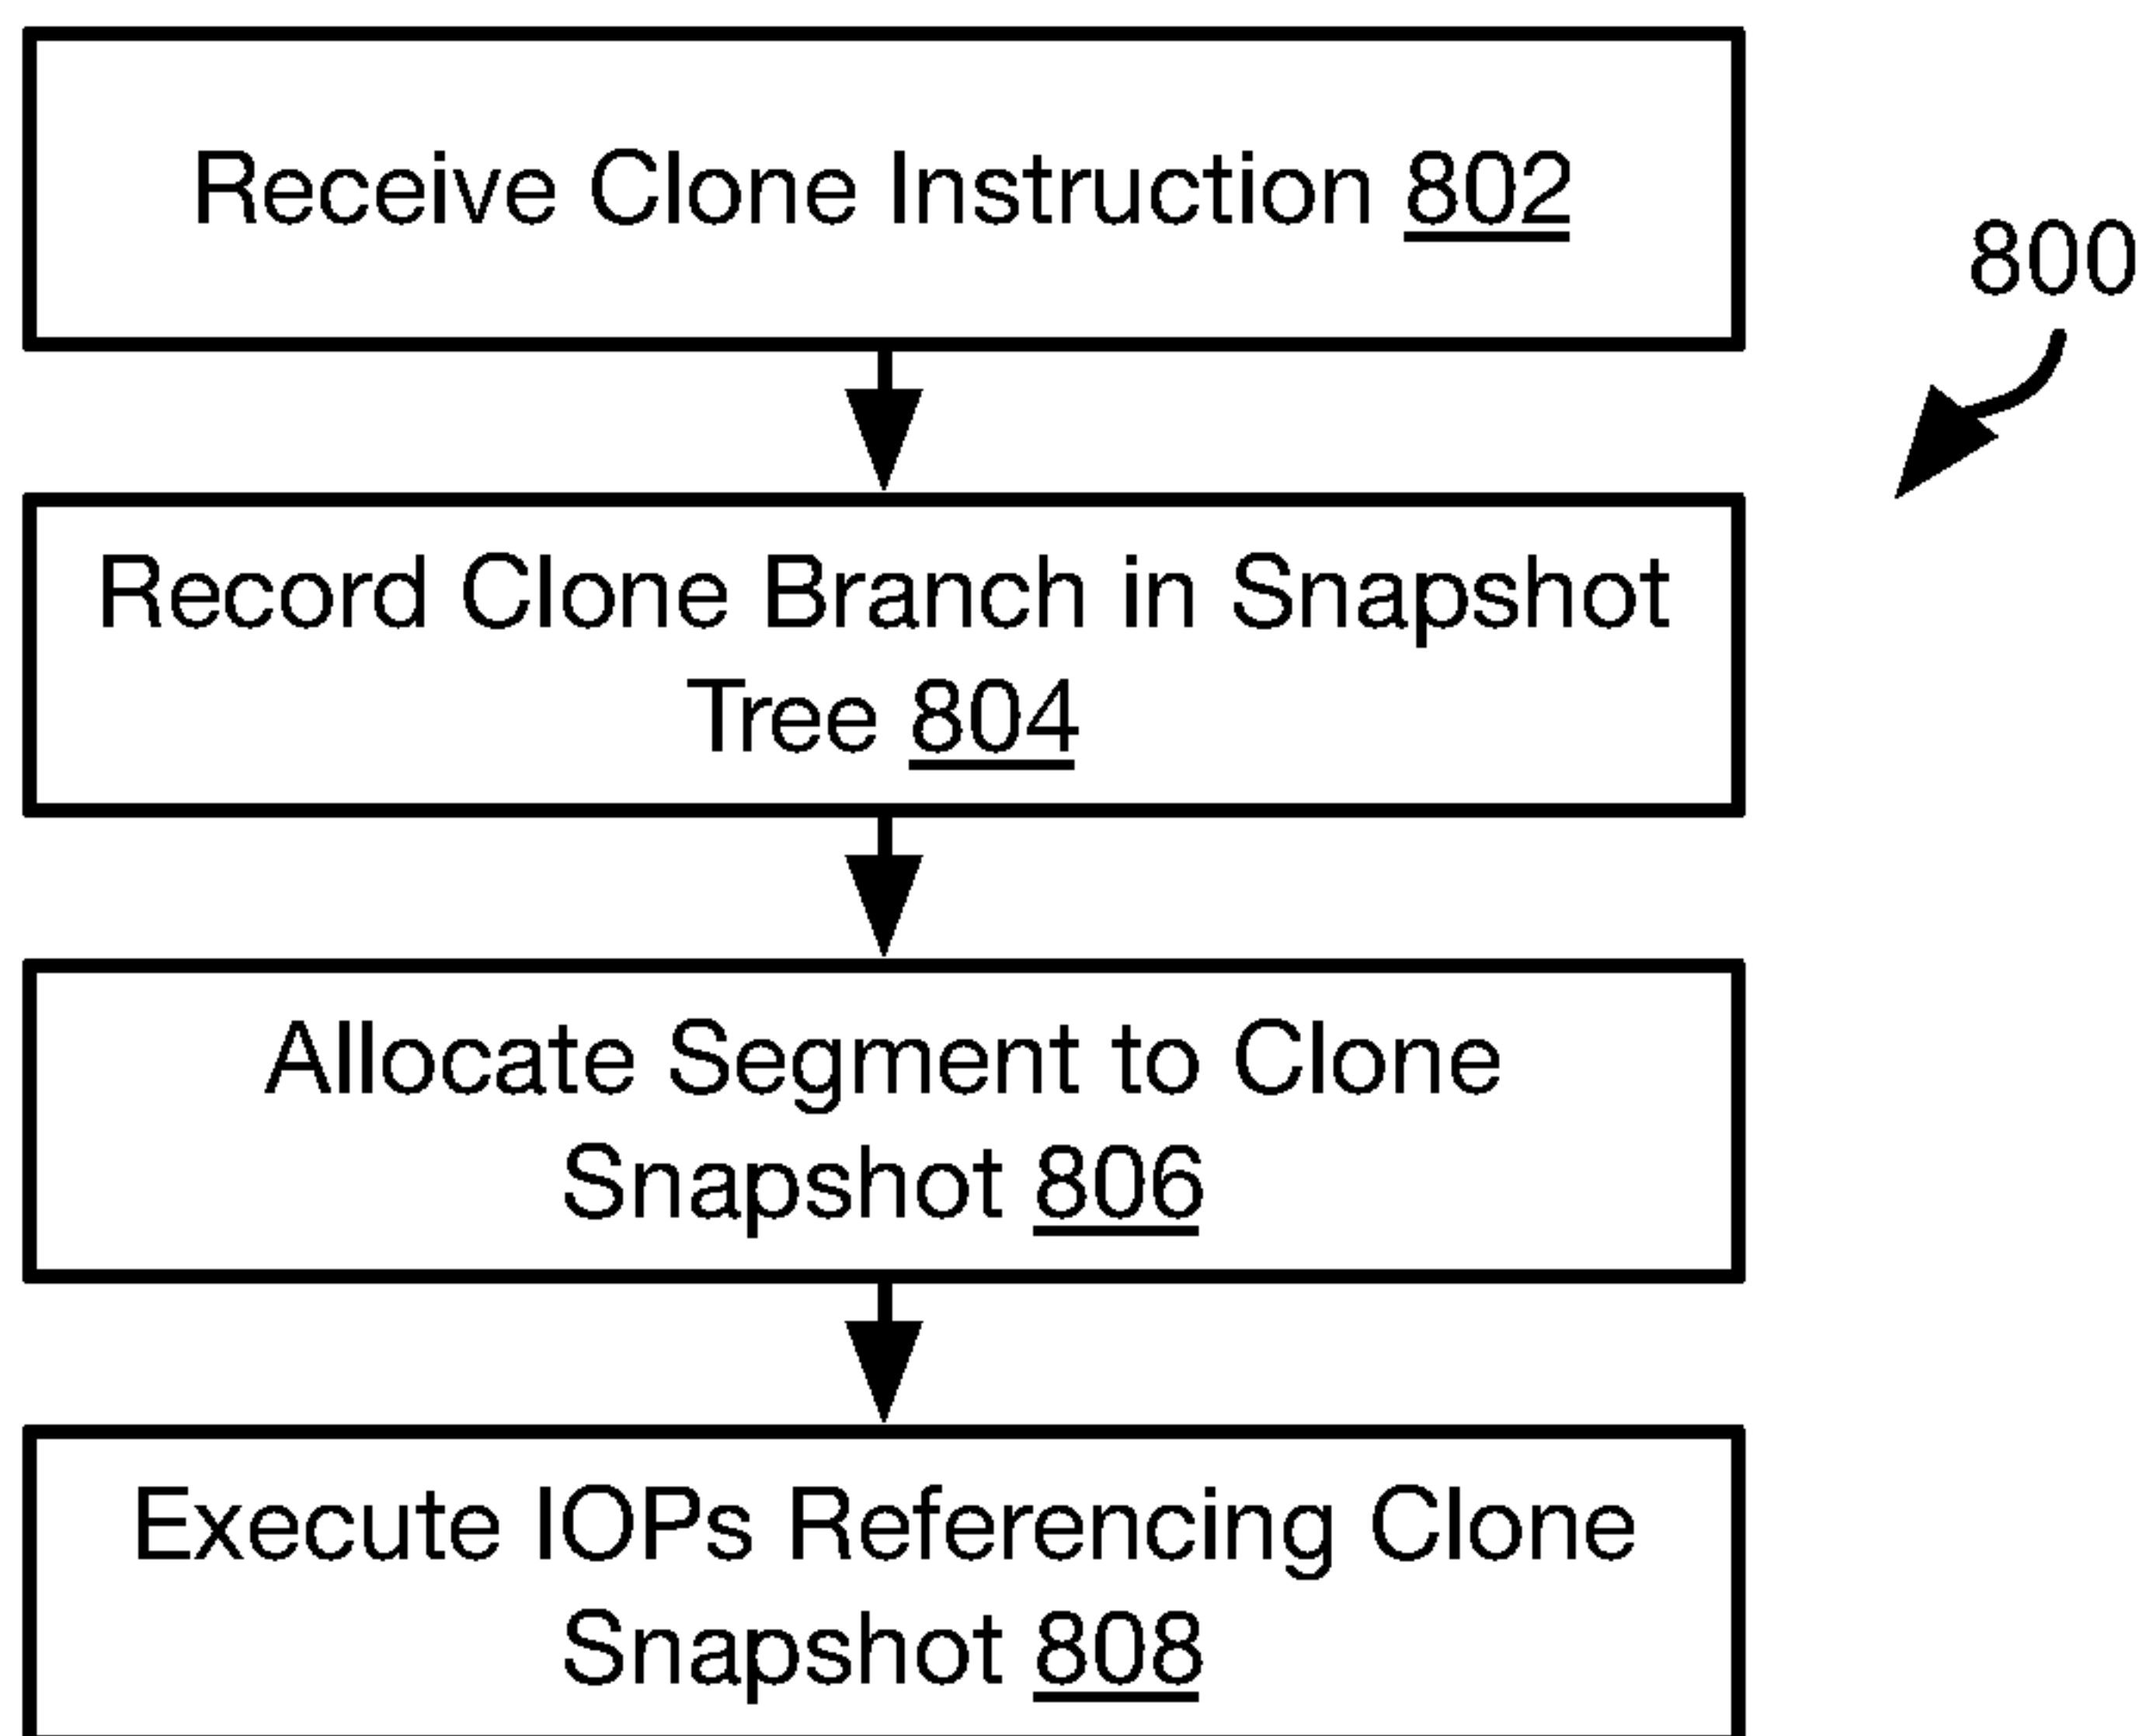 Receive Clone Instruction 802
800
Record Clone Branch in Snapshot
Tree 804
Allocate Segment to Clone
Snapshot 806
Execute IOPs Referencing Clone
Snapshot 808